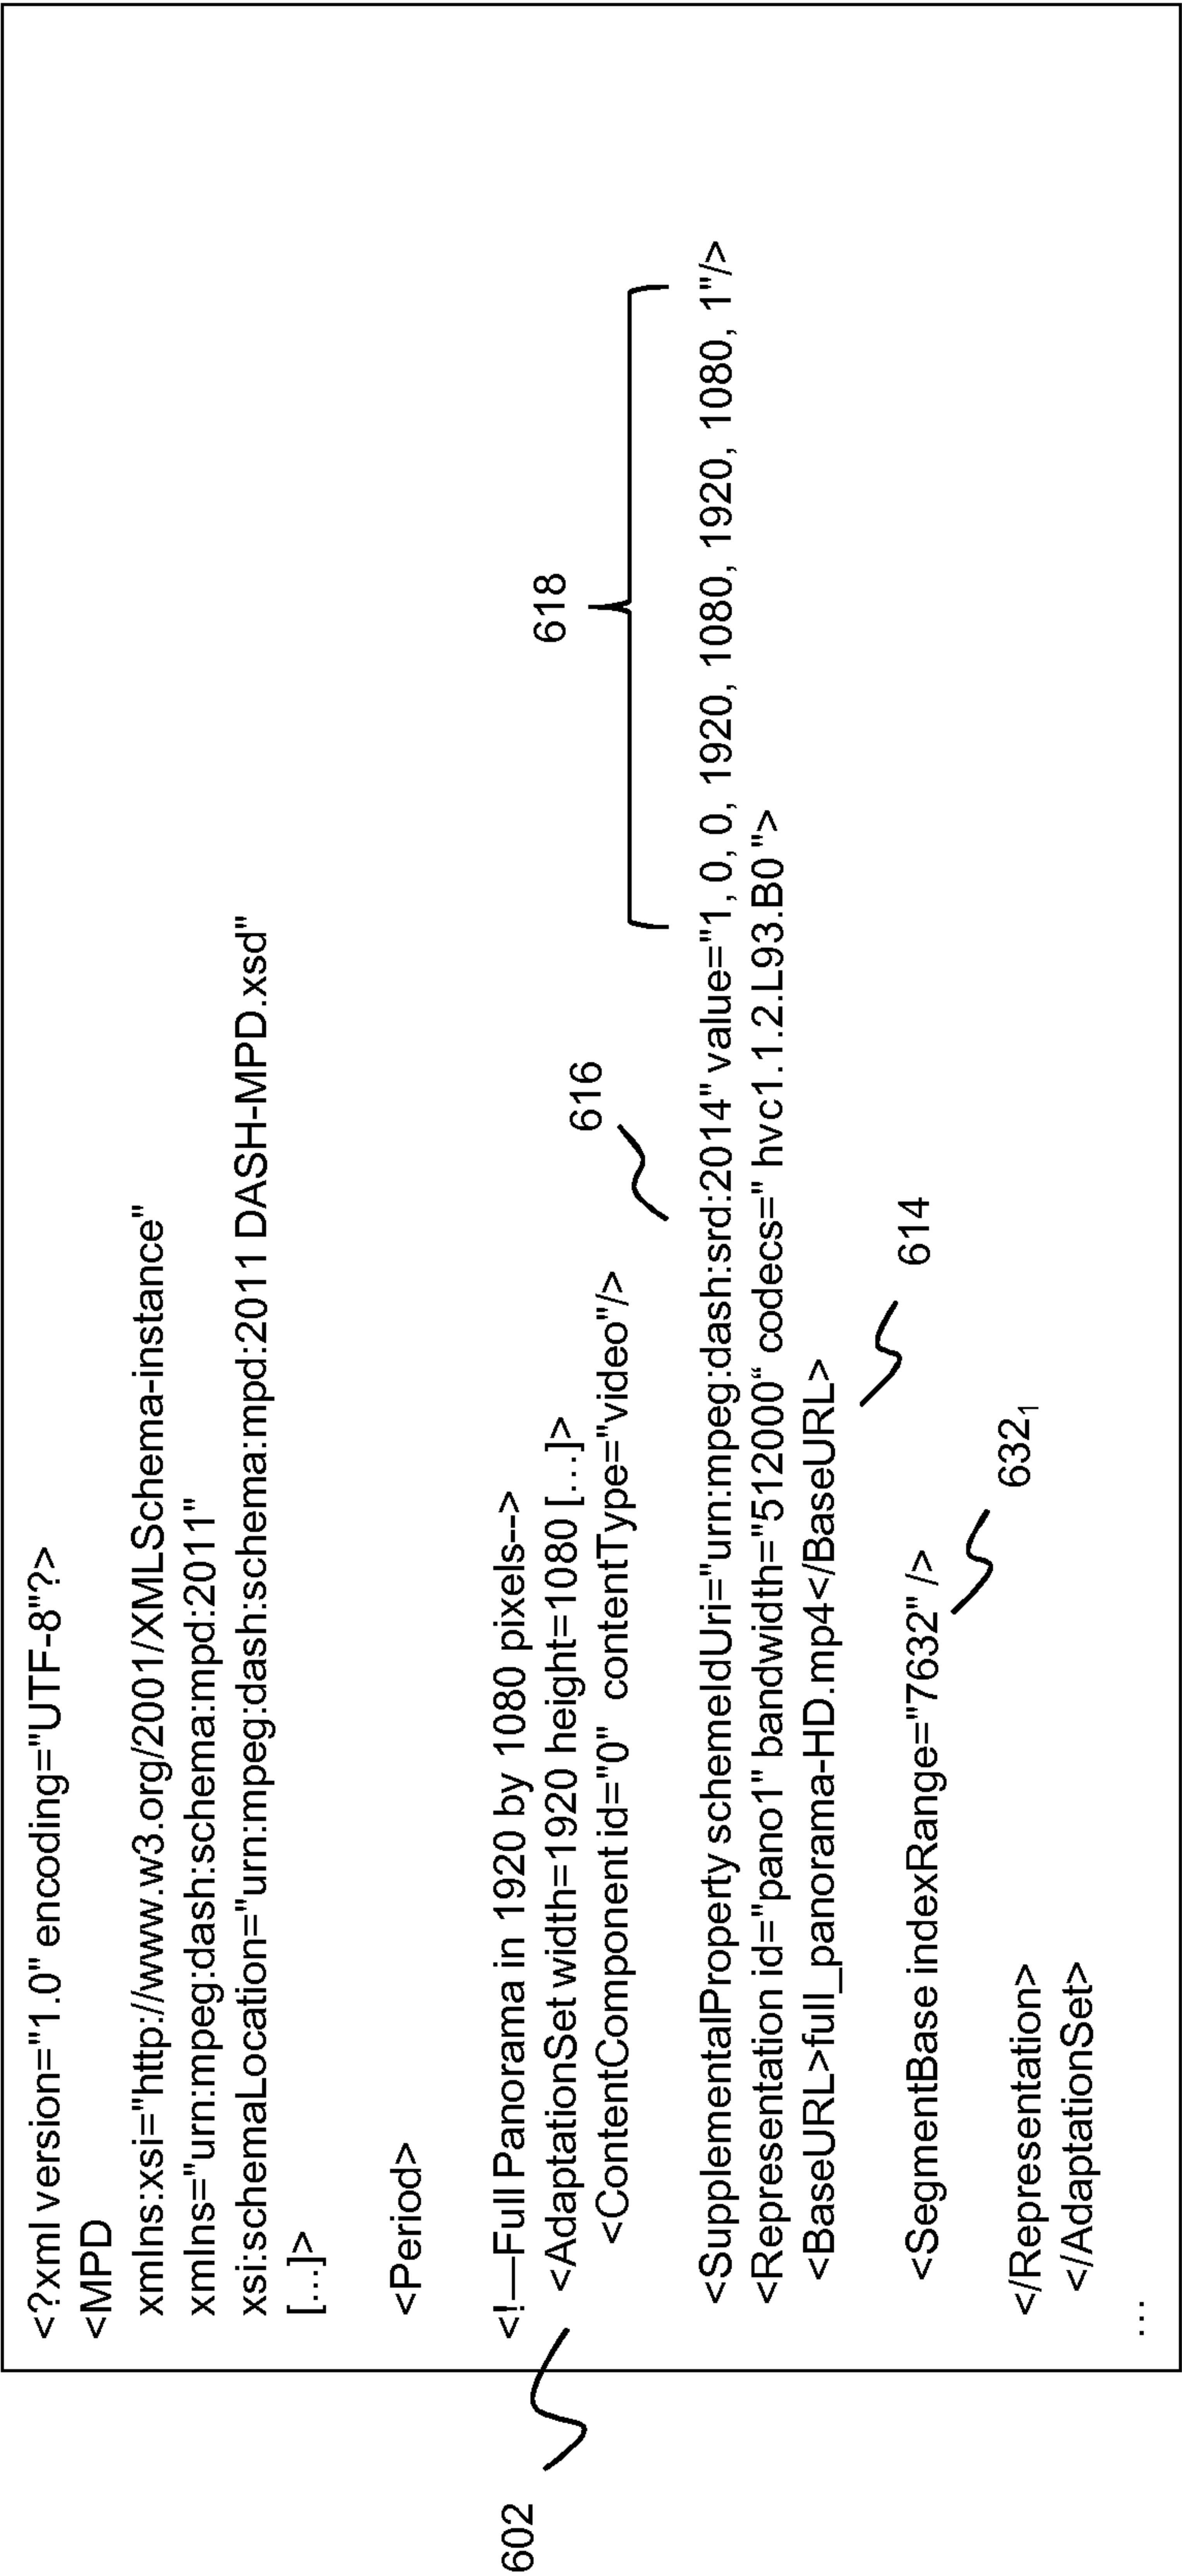 <?xml version="1.0" encoding="UTF-8"?>
<MPD
xmlns:xsi="http://www.w3.org/2001/XMLSchema-instance"
xmlns="urn:mpeg:dash:schema:mpd:2011"
xsi:schemaLocation="urn:mpeg:dash:schema:mpd:2011 DASH-MPD.xsd"
[…]>
<Period>
<!—Full Panorama in 1920 by 1080 pixels-->
602
<AdaptationSet width=1920 height=1080 […]>
<ContentComponent id="0" contentType="video"/>
616
618
<SupplementalProperty schemeIdUri="urn:mpeg:dash:srd:2014" value="1, 0, 0, 1920, 1080, 1920, 1080, 1"/>
<Representation id="pano1" bandwidth="512000“ codecs=" hvc1.1.2.L93.B0 ">
<BaseURL>full_panorama-HD.mp4</BaseURL>
614
<SegmentBase indexRange="7632" />
632₁
</Representation>
</AdaptationSet>
…